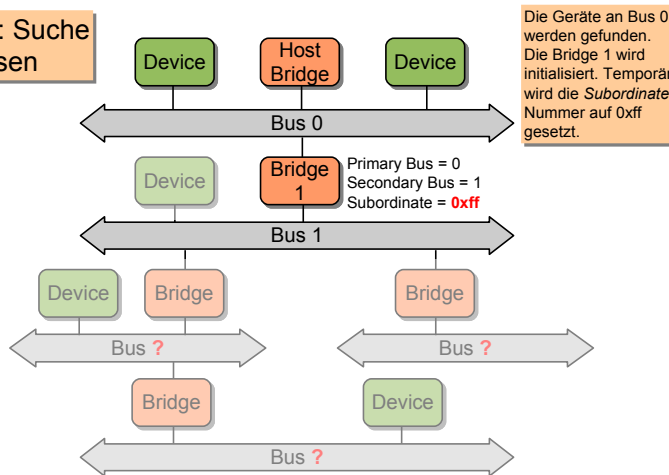 : Suche
sen
Die Geräte an Bus 0
werden gefunden.
Die Bridge 1 wird
initialisiert. Temporär
wird die Subordinate
Nummer auf 0xff
gesetzt.
Device
Host
Bridge
Device
Bus 0
Device
Bridge
1
Primary Bus = 0
Secondary Bus = 1
Subordinate = 0xff
Bus 1
Device
Bridge
Bridge
Bus ?
Bus ?
Bridge
Device
Bus ?